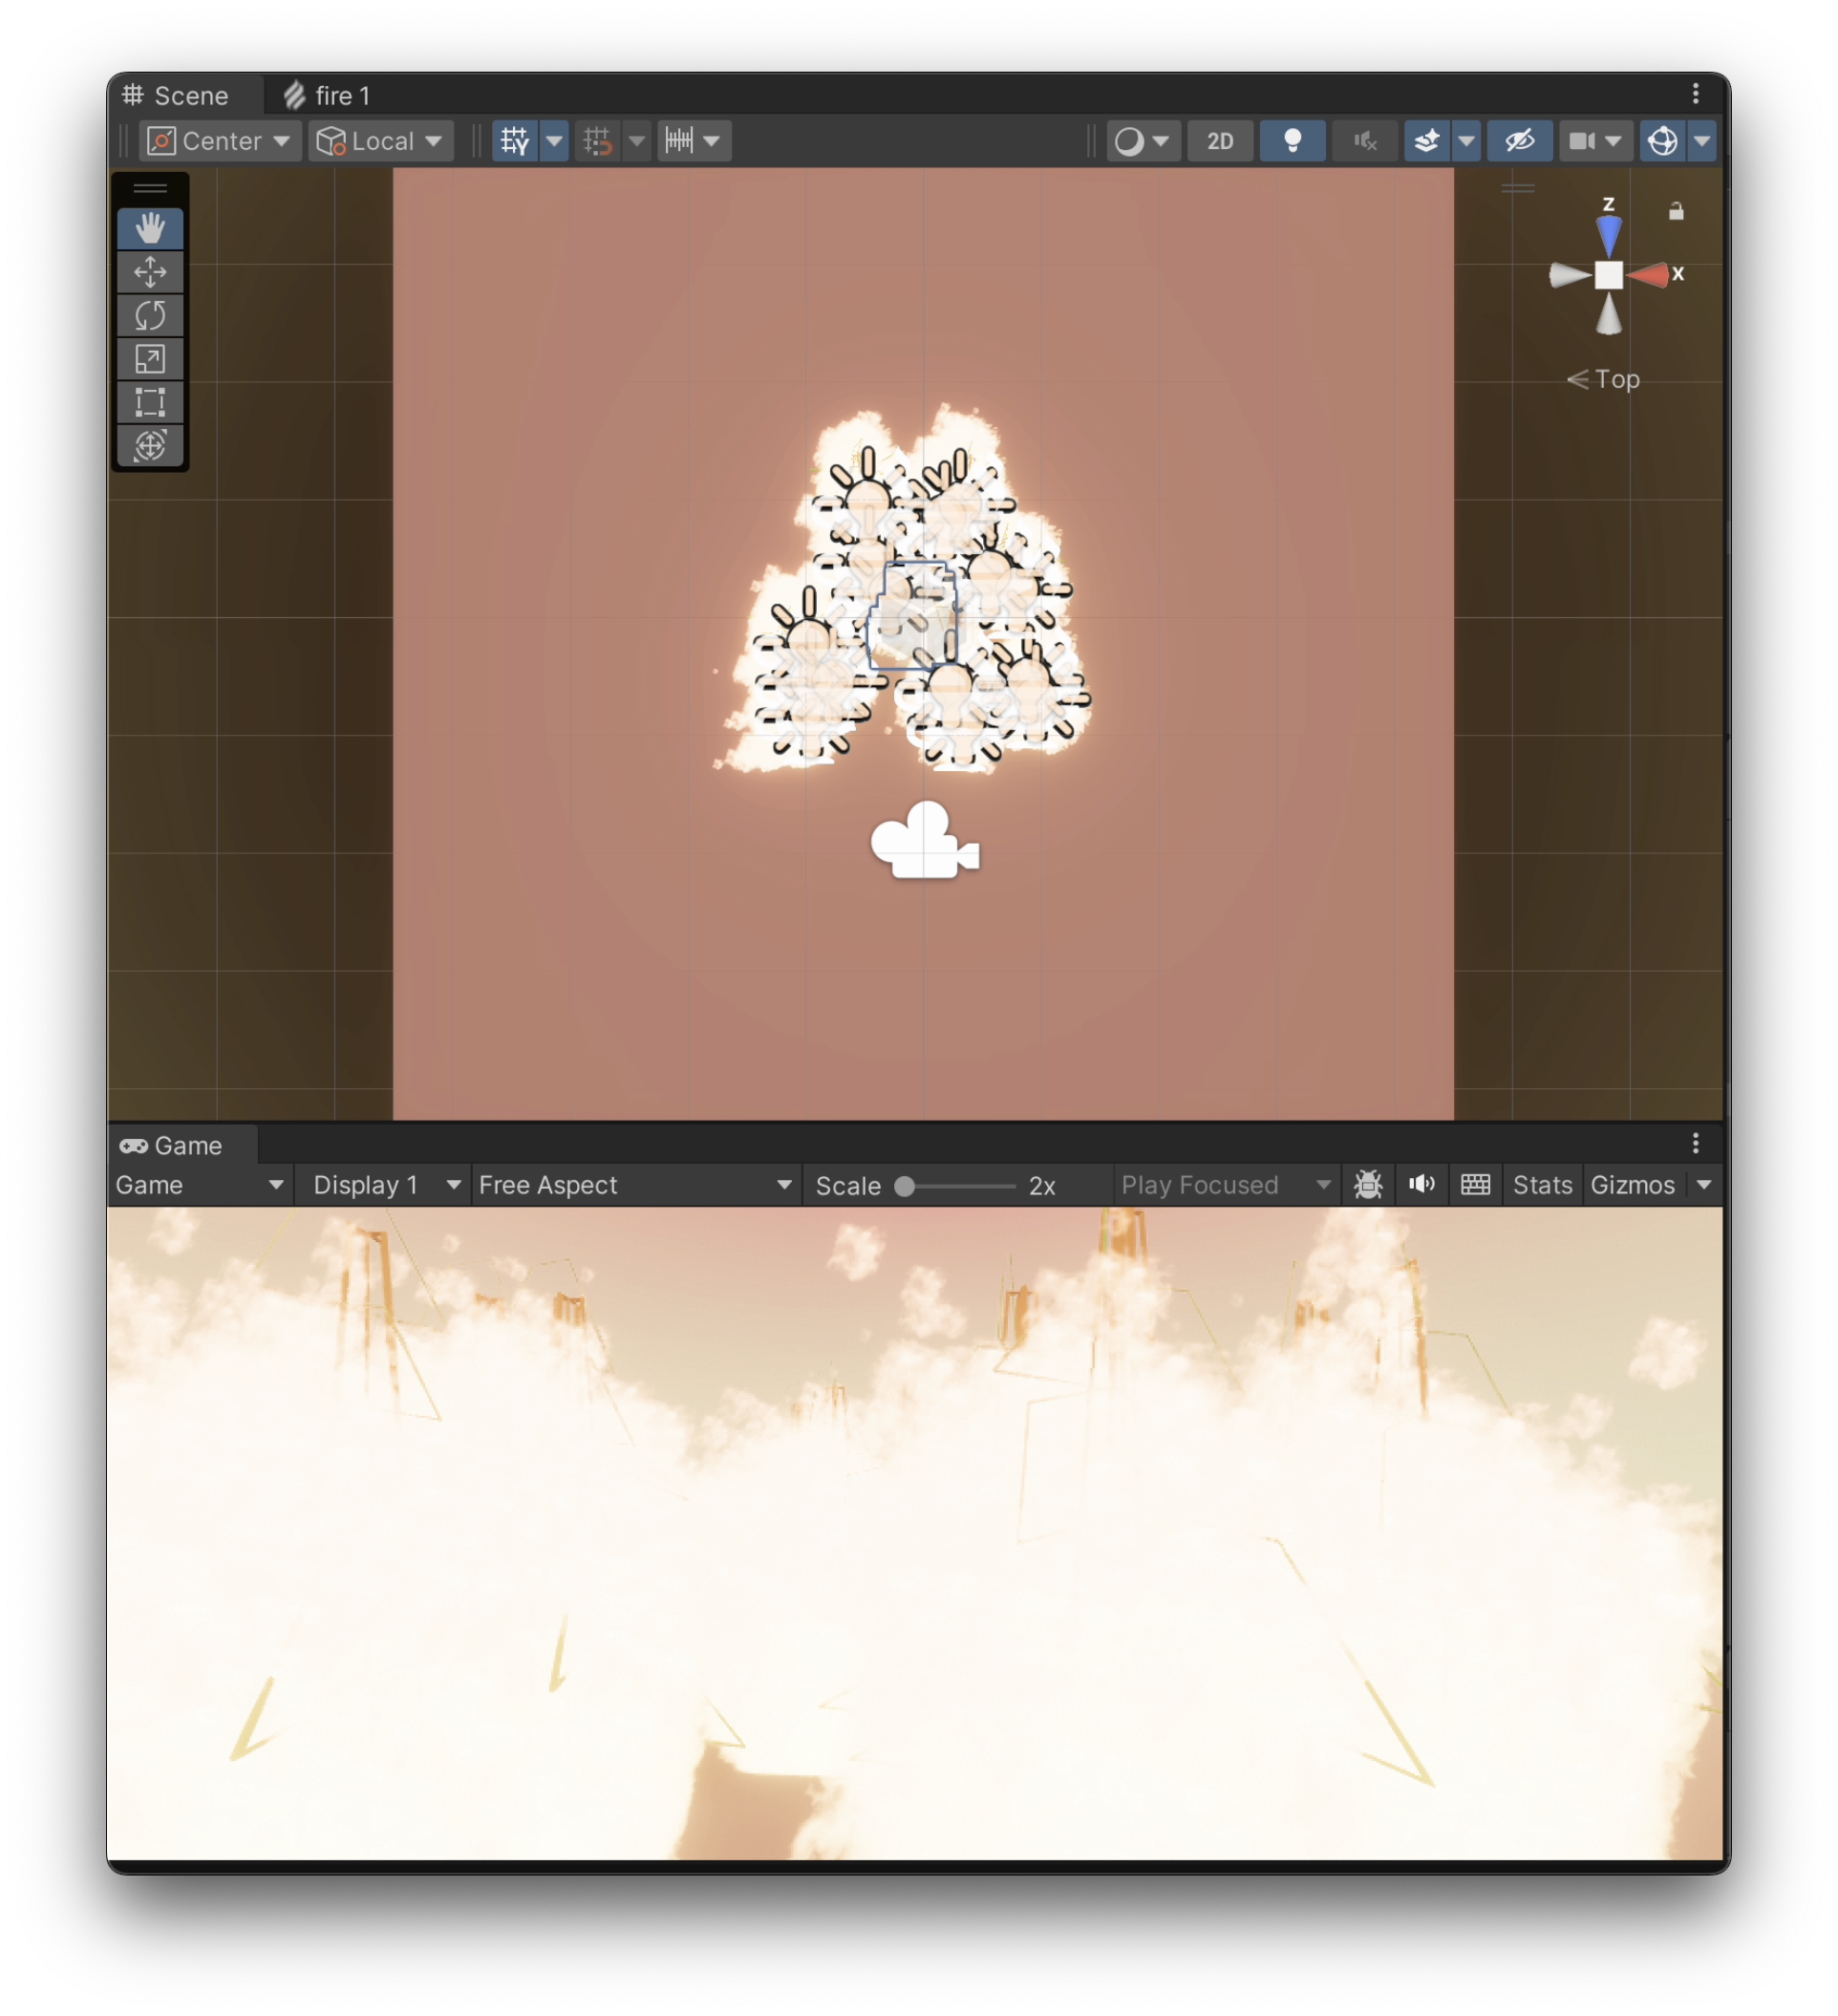 Scene fire 1
Center Local 2D
Z
X
Top
Game
Game Display 1 Free Aspect Scale 2x Play Focused Stats Gizmos